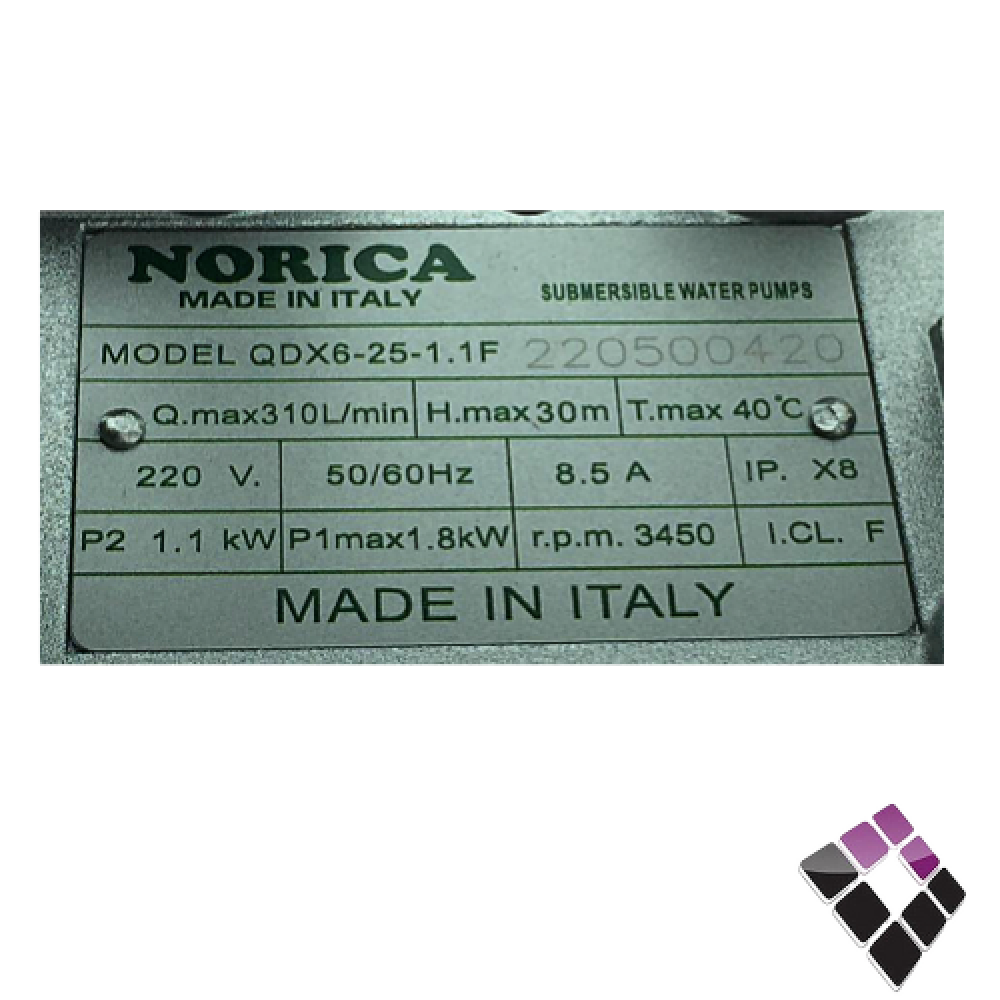 NORICA
MADE IN ITALY
SUBMERSIBLE WATER PUMPS
MODEL QDX6-25-1.1F 220500420
Q.max310L/min H.max30m T.max 40°C
220 V. 50/60Hz 8.5 A IP. X8
P2 1.1 kW P1max1.8kW r.p.m. 3450 I.CL. F
MADE IN ITALY